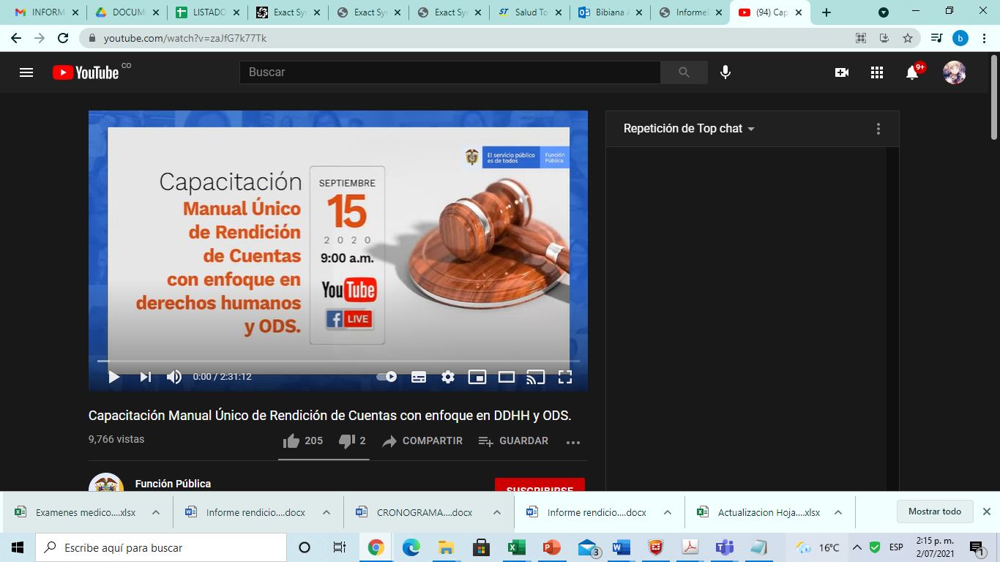 INFORM
DOCUM
LISTADO
Exact Sy
Exact Sy
Exact Sy
Salud To
Bibiana
Informe
(94) Cap
youtube.com/watch?v=zaJfG7k77Tk
b
YouTube CO
Buscar
9+
El servicio público
es de todos
Función
Pública
Capacitación
Manual Único
de Rendición
de Cuentas
con enfoque en
derechos humanos
y ODS.
SEPTIEMBRE
15
2020
9:00 a.m.
YouTube
f LIVE
0:00 / 2:31:12
Repetición de Top chat
Capacitación Manual Único de Rendición de Cuentas con enfoque en DDHH y ODS.
9,766 vistas
205
2
COMPARTIR
GUARDAR
Función Pública
SUSCRIBIRSE
Examenes medico....xlsx
Informe rendicio....docx
CRONOGRAMA....docx
Informe rendicio....docx
Actualizacion Hoja....xlsx
Mostrar todo
Escribe aquí para buscar
3
16°C
ESP
2:15 p. m.
2/07/2021
1